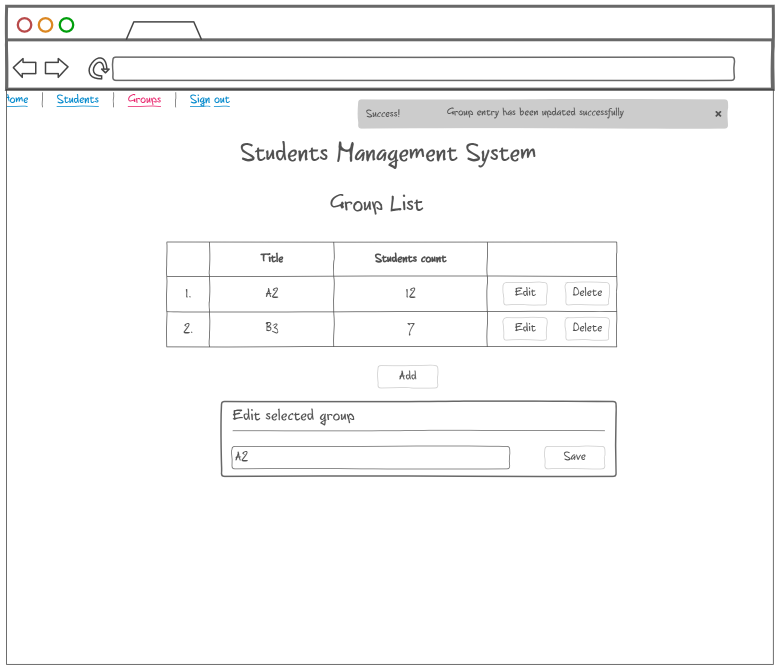 ome Students Groups Sign out
Success! Group entry has been updated successfully ×
Students Management System
Group List
Title Students count
1. A2 12 Edit Delete
2. B3 7 Edit Delete
Add
Edit selected group
A2 Save